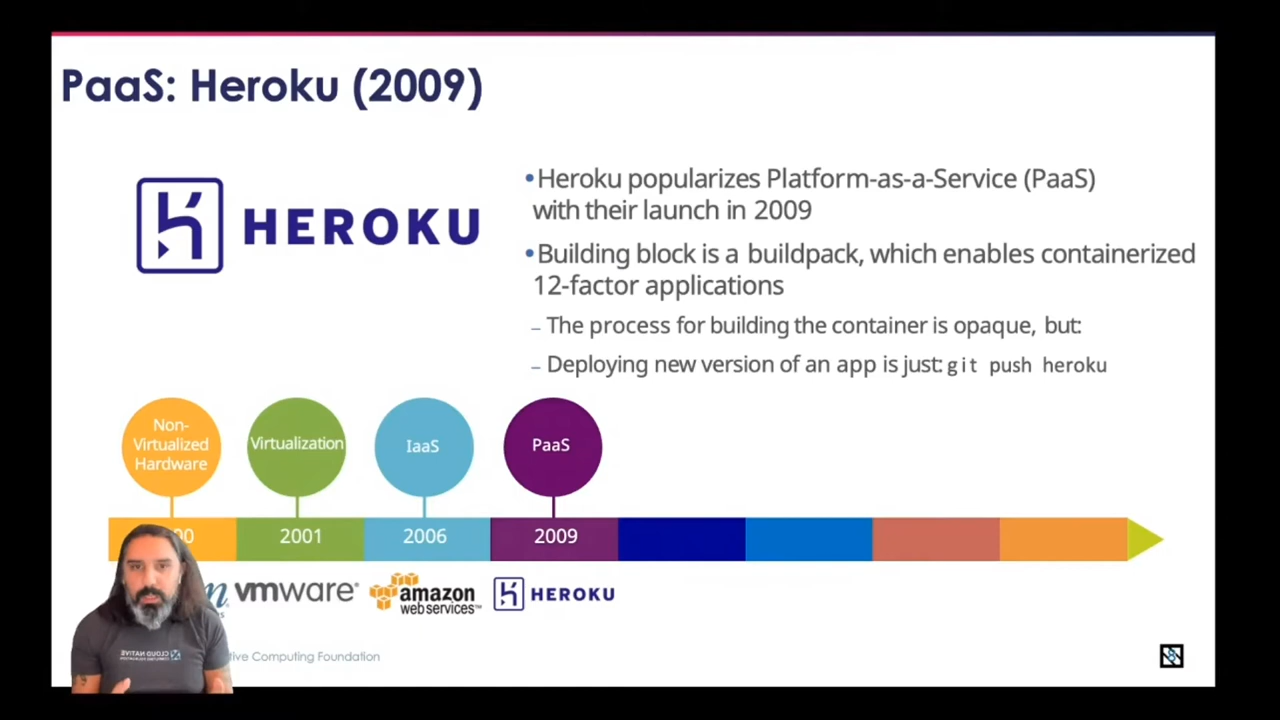 PaaS: Heroku (2009)
HEROKU
•Heroku popularizes Platform-as-a-Service (PaaS)
with their launch in 2009
•Building block is a buildpack, which enables containerized
12-factor applications
– The process for building the container is opaque, but:
– Deploying new version of an app is just: git push heroku
Non-
Virtualized
Hardware
Virtualization
IaaS
PaaS
2001
2006
2009
vmware®
amazon
web services™
HEROKU
CLOUD NATIVE
Computing Foundation